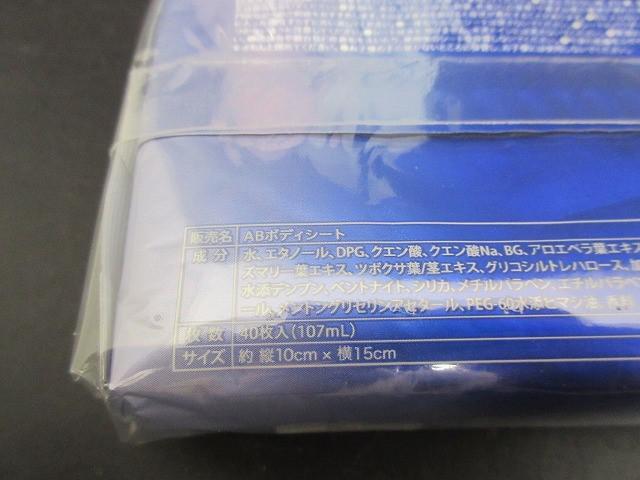 販売名 ABボディシート
成分 水、エタノール、DPG、クエン酸、クエン酸Na、BG、アロエベラ葉エキス
ズマリー葉エキス、ツボクサ葉/茎エキス、グリコシルトレハロース、加
水添デンプン、ベントナイト、シリカ、メチルパラベン、エチルパラベ
ール、メントングリセリンアセタール、PEG-60水添ヒマシ油、香料
枚数 40枚入(107mL)
サイズ 約 縦10cm × 横15cm